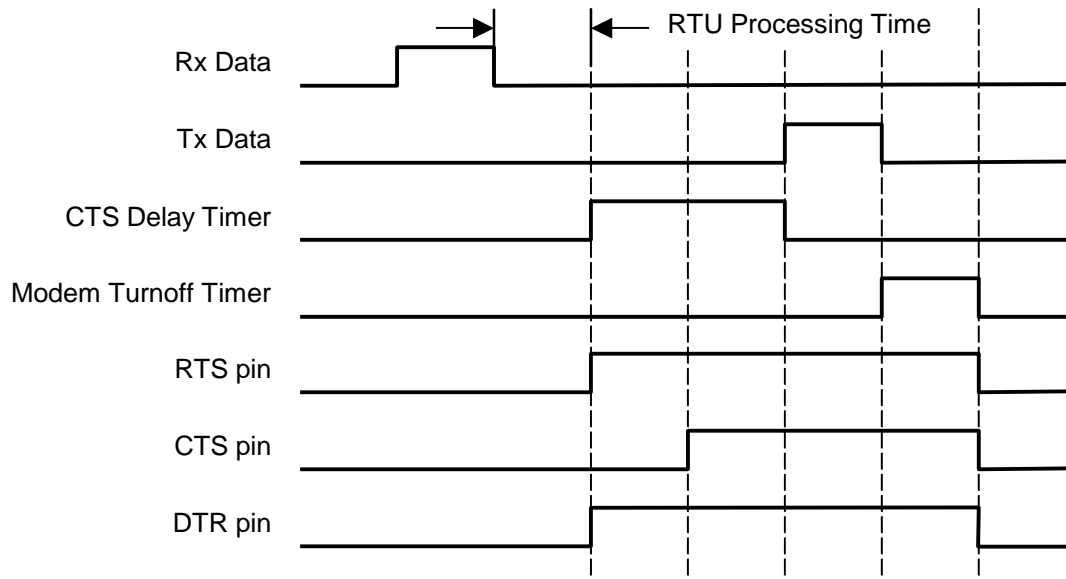 RTU Processing Time
Rx Data
Tx Data
CTS Delay Timer
Modem Turnoff Timer
RTS pin
CTS pin
DTR pin